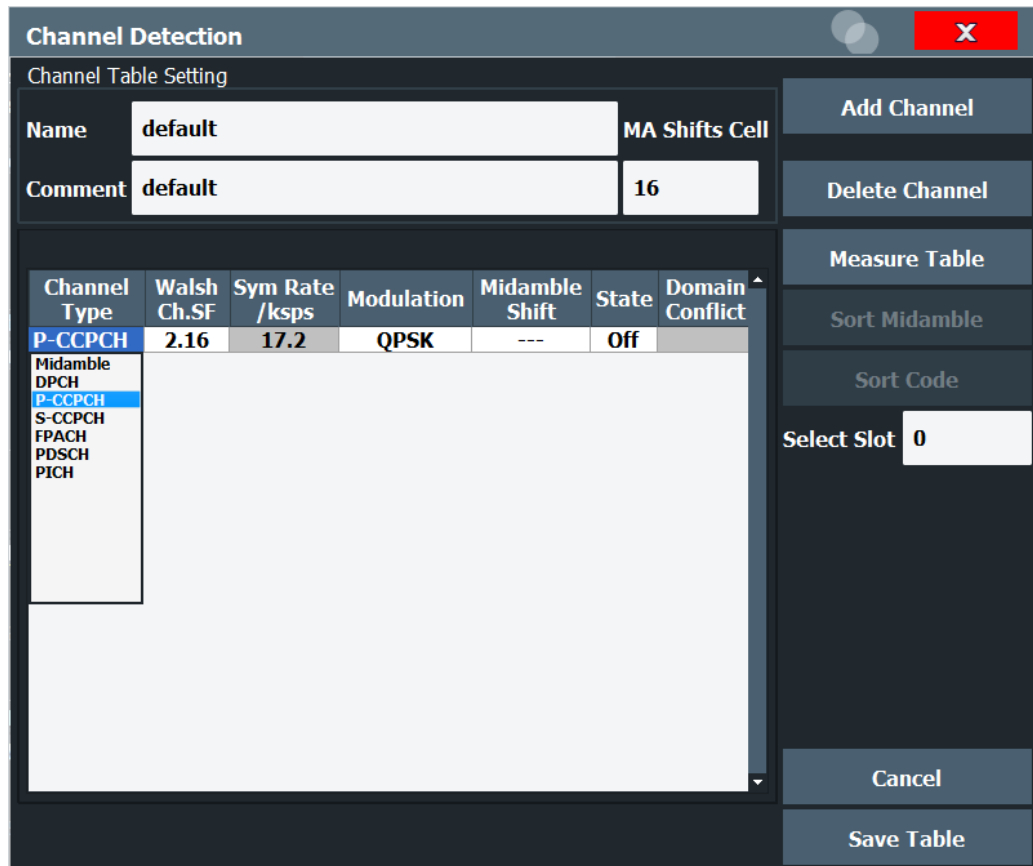 Channel Detection
X
Channel Table Setting
Name default MA Shifts Cell
Comment default 16
Add Channel
Delete Channel
Measure Table
Sort Midamble
Sort Code
Select Slot 0
Channel Type Walsh Ch.SF Sym Rate /ksps Modulation Midamble Shift State Domain Conflict
P-CCPCH 2.16 17.2 QPSK --- Off
Midamble
DPCH
P-CCPCH
S-CCPCH
FPACH
PDSCH
PICH
Cancel
Save Table